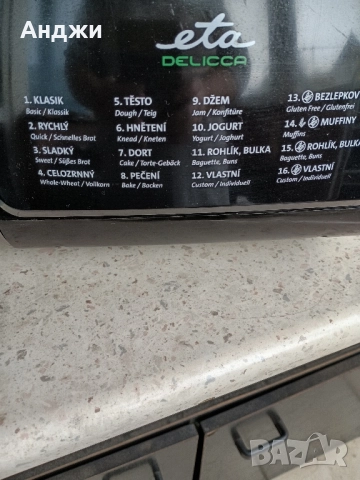 Анджи
eta
DELICCA
1. KLASIK
Basic / Klassik
2. RYCHLÝ
Quick / Schnelles Brot
3. SLADKÝ
Sweet / Süßes Brot
4. CELOZRNNÝ
Whole-Wheat / Vollkorn
5. TĚSTO
Dough / Teig
6. HNĚTENÍ
Knead / Kneten
7. DORT
Cake / Torte-Gebäck
8. PEČENÍ
Bake / Backen
9. DŽEM
Jam / Konfitüre
10. JOGURT
Yogurt / Joghurt
11. ROHLÍK, BULKA
Baguette, Buns
12. VLASTNÍ
Custom / Individuell
13. BEZLEPKOV
Gluten Free / Glutenfrei
14. MUFFINY
Muffins
15. ROHLÍK, BULKA
Baguette, Buns
16. VLASTNÍ
Custom / Individuell
BAZAR